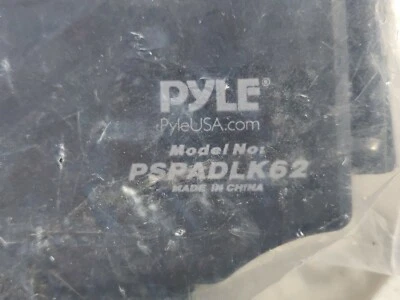 PYLE®
PyleUSA.com
Model No:
PSPADLK62
MADE IN CHINA